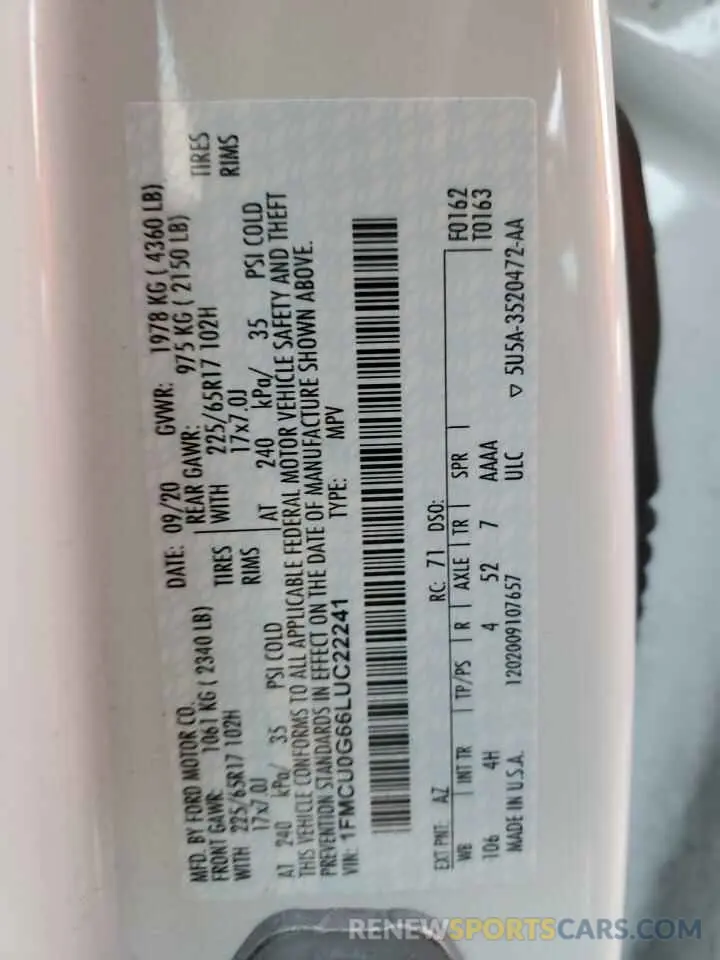 MFD. BY FORD MOTOR CO.
DATE: 09/20 GVWR: 1978 KG ( 4360 LB)
FRONT GAWR: 1061 KG ( 2340 LB)
REAR GAWR: 975 KG ( 2150 LB)
WITH 225/65R17 102H TIRES
WITH 225/65R17 102H TIRES
17x7.0J RIMS
17x7.0J RIMS
AT 240 kPa/ 35 PSI COLD
AT 240 kPa/ 35 PSI COLD
THIS VEHICLE CONFORMS TO ALL APPLICABLE FEDERAL MOTOR VEHICLE SAFETY AND THEFT
PREVENTION STANDARDS IN EFFECT ON THE DATE OF MANUFACTURE SHOWN ABOVE.
VIN: 1FMCU0G66LUC22241 TYPE: MPV
F0162
T0163
EXT PNT: AZ RC: 71 DSO:
WB | INT TR | TP/PS | R | AXLE | TR | SPR |
106 4H 4 52 7 AAAA
MADE IN U.S.A. 1202009107657 ULC
▽ 5U5A-3520472-AA
RENEWSPORTSCARS.COM